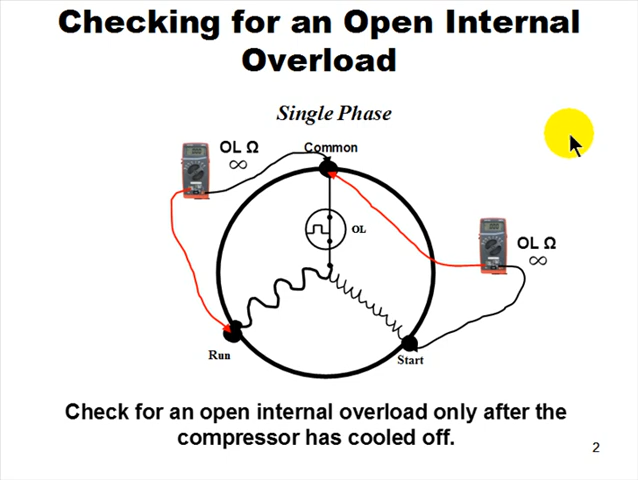 Checking for an Open Internal
Overload
Single Phase
OL Ω
∞
Common
OL
OL Ω
∞
Run
Start
Check for an open internal overload only after the
compressor has cooled off.
2